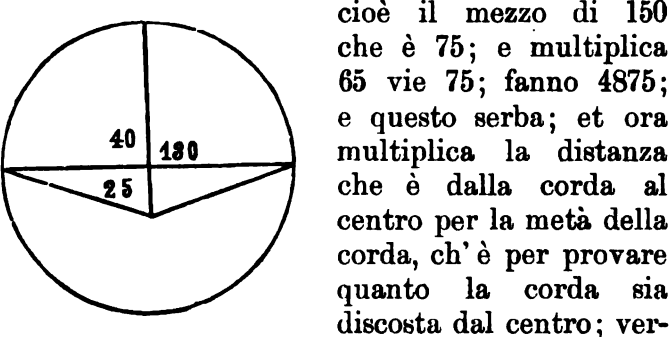 cioè il mezzo di 150
che è 75; e multiplica
65 vie 75; fanno 4875;
e questo serba; et ora
multiplica la distanza
che è dalla corda al
centro per la metà della
corda, ch' è per provare
quanto la corda sia
discosta dal centro; ver-
40
130
25